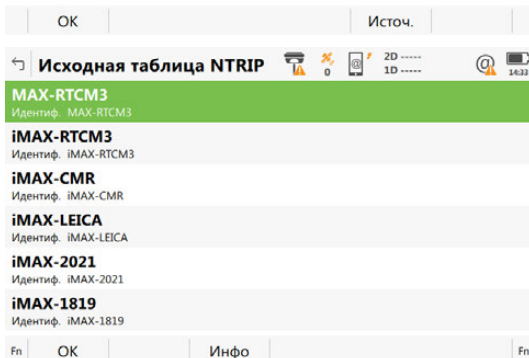 OK Источ.
Исходная таблица NTRIP 0 @ 2D ----- 1D ----- @ 14:33
MAX-RTCM3
Идентиф. MAX-RTCM3
iMAX-RTCM3
Идентиф. iMAX-RTCM3
iMAX-CMR
Идентиф. iMAX-CMR
iMAX-LEICA
Идентиф. iMAX-LEICA
iMAX-2021
Идентиф. iMAX-2021
iMAX-1819
Идентиф. iMAX-1819
Fn OK Инфо Fn